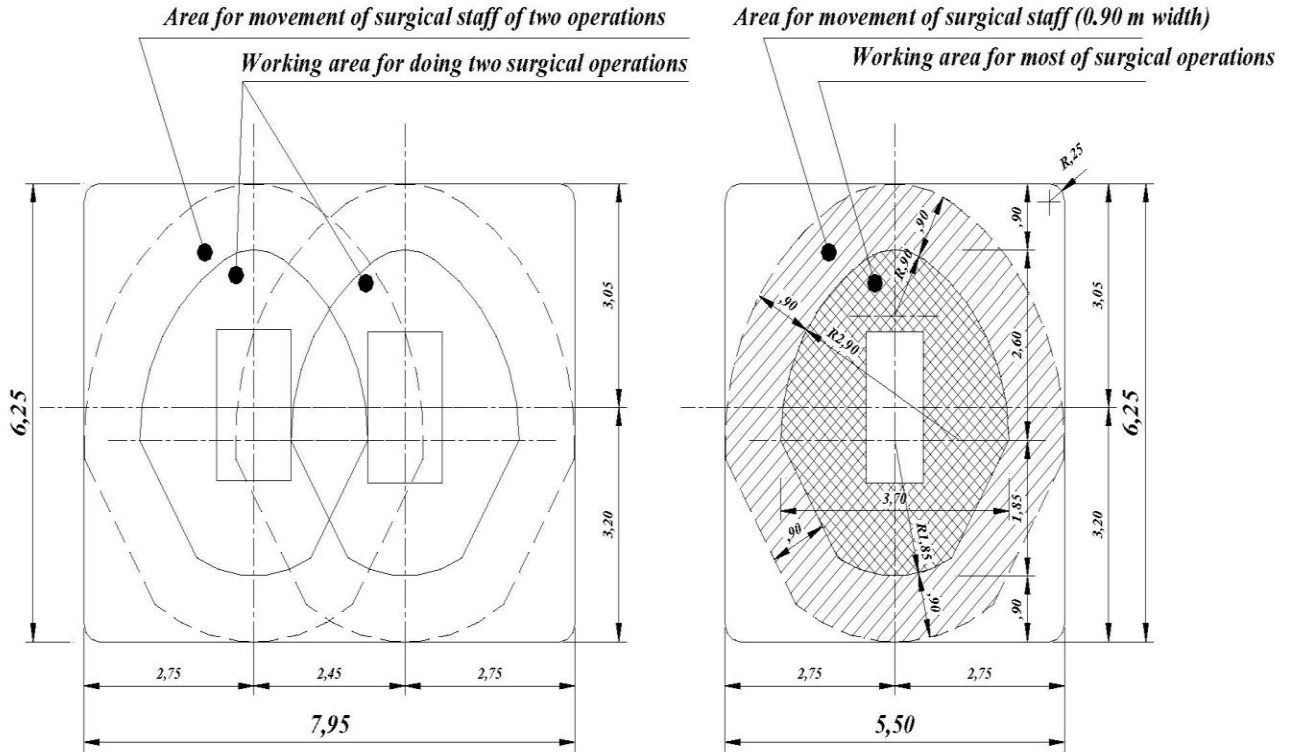 Area for movement of surgical staff of two operations
Working area for doing two surgical operations
Area for movement of surgical staff (0.90 m width)
Working area for most of surgical operations
6,25
3,05
3,20
2,75
2,45
2,75
7,95
R,25
,90
,90
R,90
,90
R2,90
2,60
3,05
6,25
3,70
1,85
3,20
,90
R1,85
,90
,90
2,75
2,75
5,50